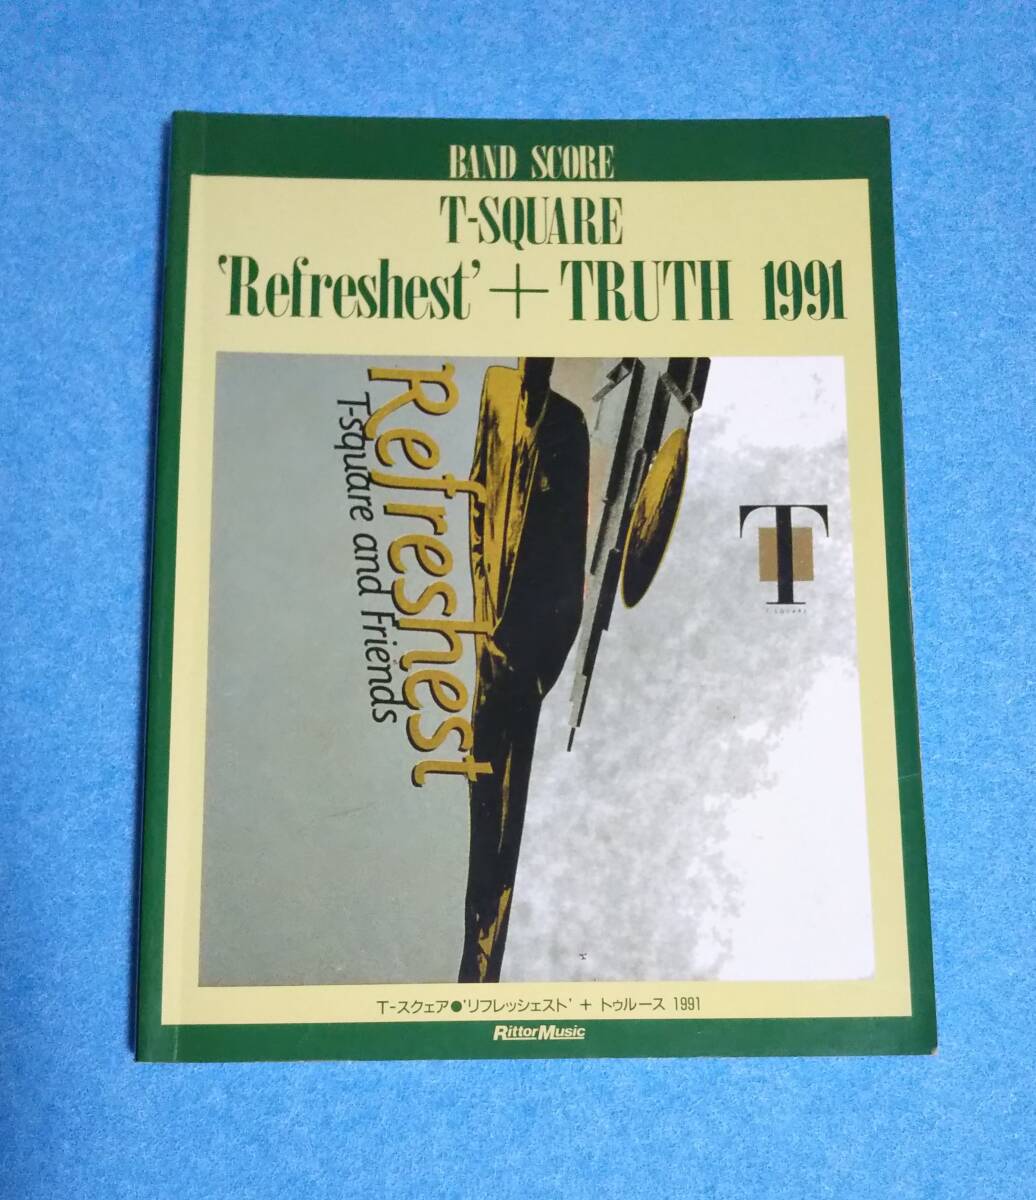 BAND SCORE
T-SQUARE
'Refreshest' + TRUTH 1991
Refreshest
T-square and Friends
T
T-SQUARE
T-スクェア●'リフレッシェスト' + トゥルース 1991
RittorMusic